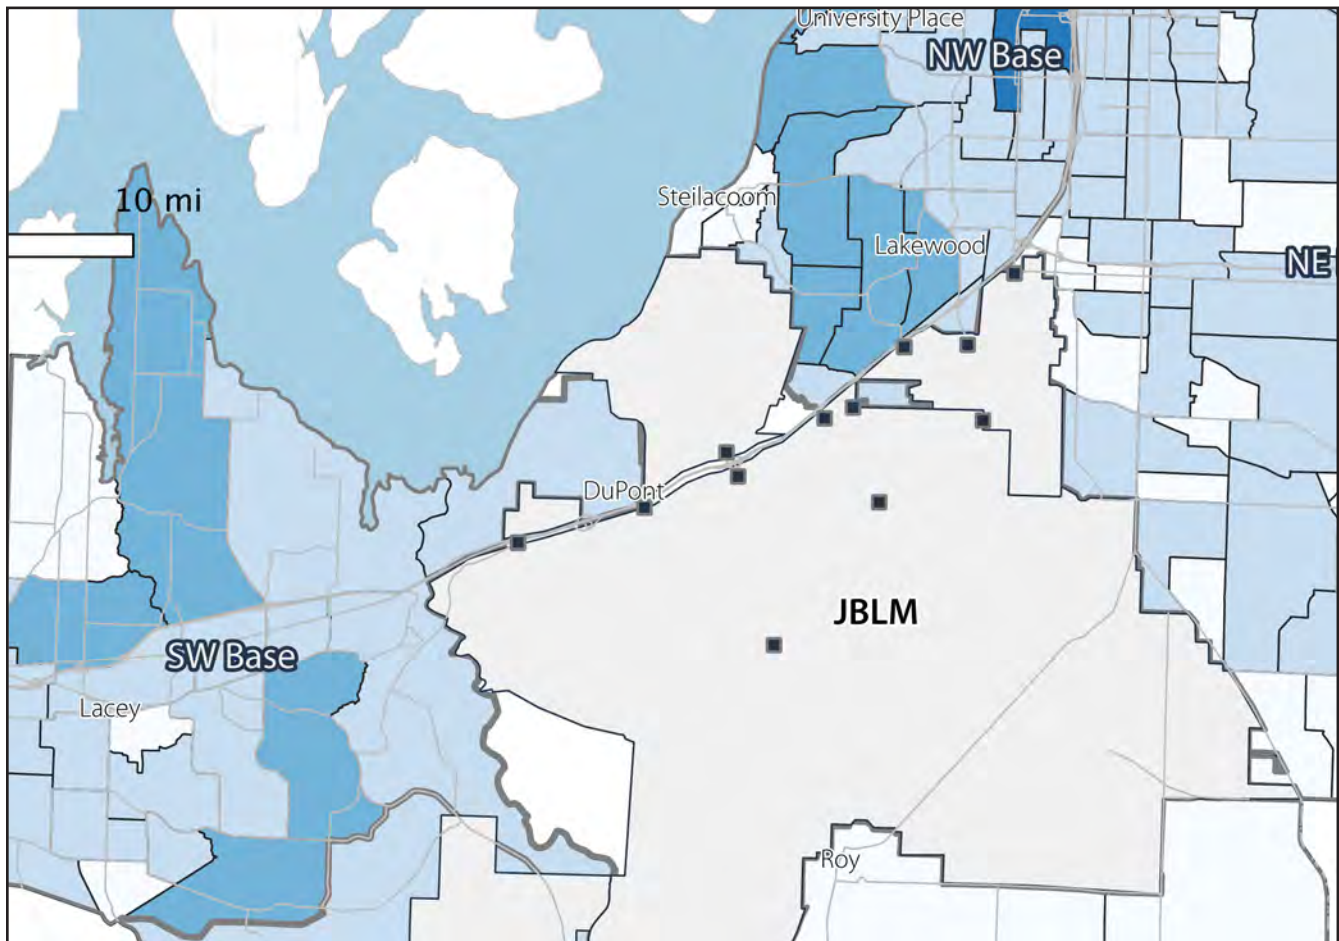 University Place
NW Base
10 mi
Steilacoom
Lakewood
NE
DuPont
JBLM
SW Base
Lacey
Roy